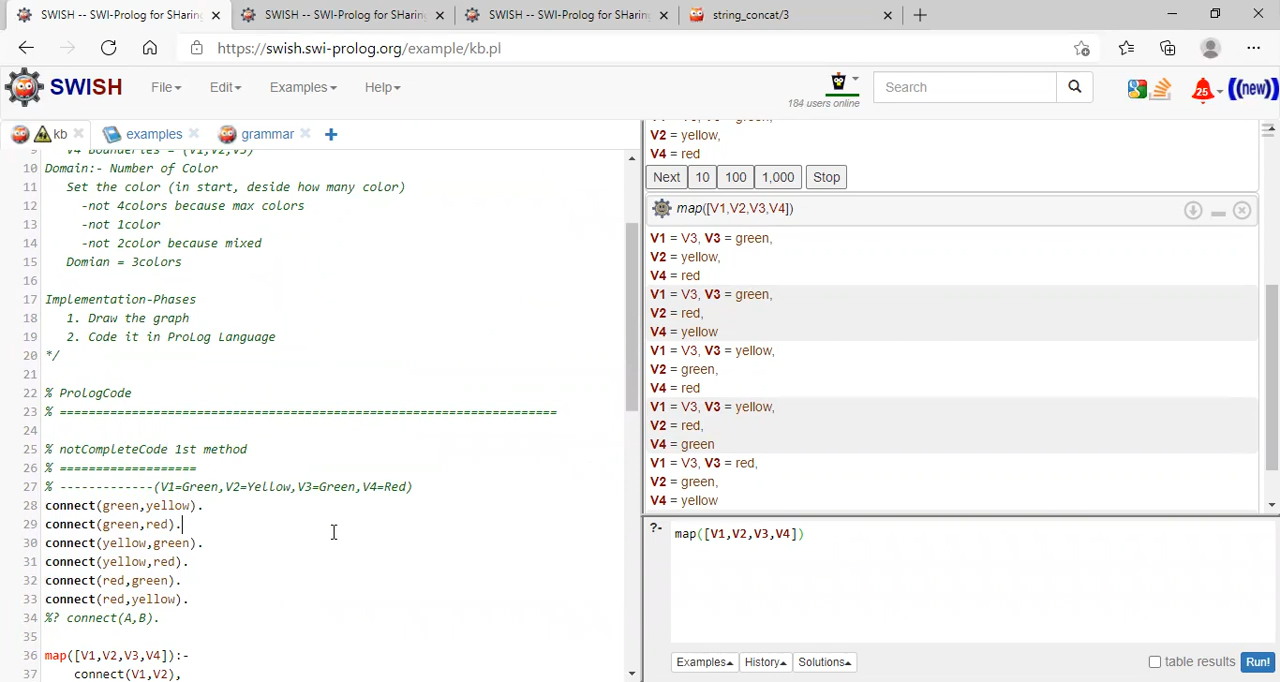 SWISH -- SWI-Prolog for SHaring
SWISH -- SWI-Prolog for SHaring
SWISH -- SWI-Prolog for SHaring
string_concat/3
https://swish.swi-prolog.org/example/kb.pl
SWISH
File
Edit
Examples
Help
184 users online
Search
25
((new))
kb
examples
grammar
10 Domain:- Number of Color
11 Set the color (in start, deside how many color)
12 -not 4colors because max colors
13 -not 1color
14 -not 2color because mixed
15 Domian = 3colors
16
17 Implementation-Phases
18 1. Draw the graph
19 2. Code it in ProLog Language
20 */
21
22 % PrologCode
23 % =====================================================================
24
25 % notCompleteCode 1st method
26 % ===================
27 % -------------(V1=Green,V2=Yellow,V3=Green,V4=Red)
28 connect(green,yellow).
29 connect(green,red).
30 connect(yellow,green).
31 connect(yellow,red).
32 connect(red,green).
33 connect(red,yellow).
34 %? connect(A,B).
35
36 map([V1,V2,V3,V4]):-
37 connect(V1,V2),
V2 = yellow,
V4 = red
Next 10 100 1,000 Stop
map([V1,V2,V3,V4])
V1 = V3, V3 = green,
V2 = yellow,
V4 = red
V1 = V3, V3 = green,
V2 = red,
V4 = yellow
V1 = V3, V3 = yellow,
V2 = green,
V4 = red
V1 = V3, V3 = yellow,
V2 = red,
V4 = green
V1 = V3, V3 = red,
V2 = green,
V4 = yellow
?- map([V1,V2,V3,V4])
Examples History Solutions table results Run!